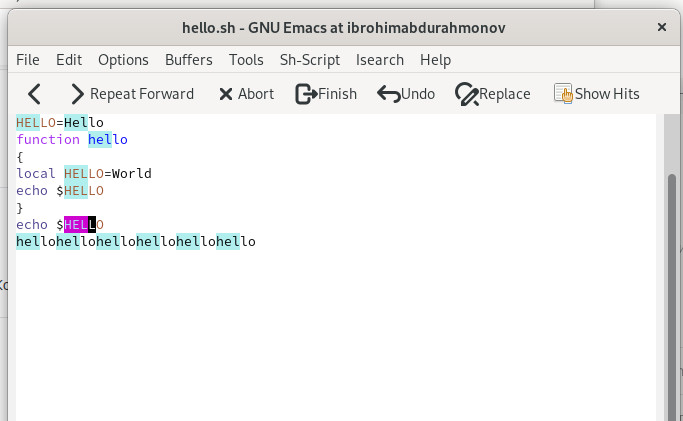 hello.sh - GNU Emacs at ibrohimabdurahmonov
File Edit Options Buffers Tools Sh-Script Isearch Help
Repeat Forward Abort Finish Undo Replace Show Hits
HELLO=Hello
function hello
{
local HELLO=World
echo $HELLO
}
echo $HELLO
hellohellohellohellohellohello